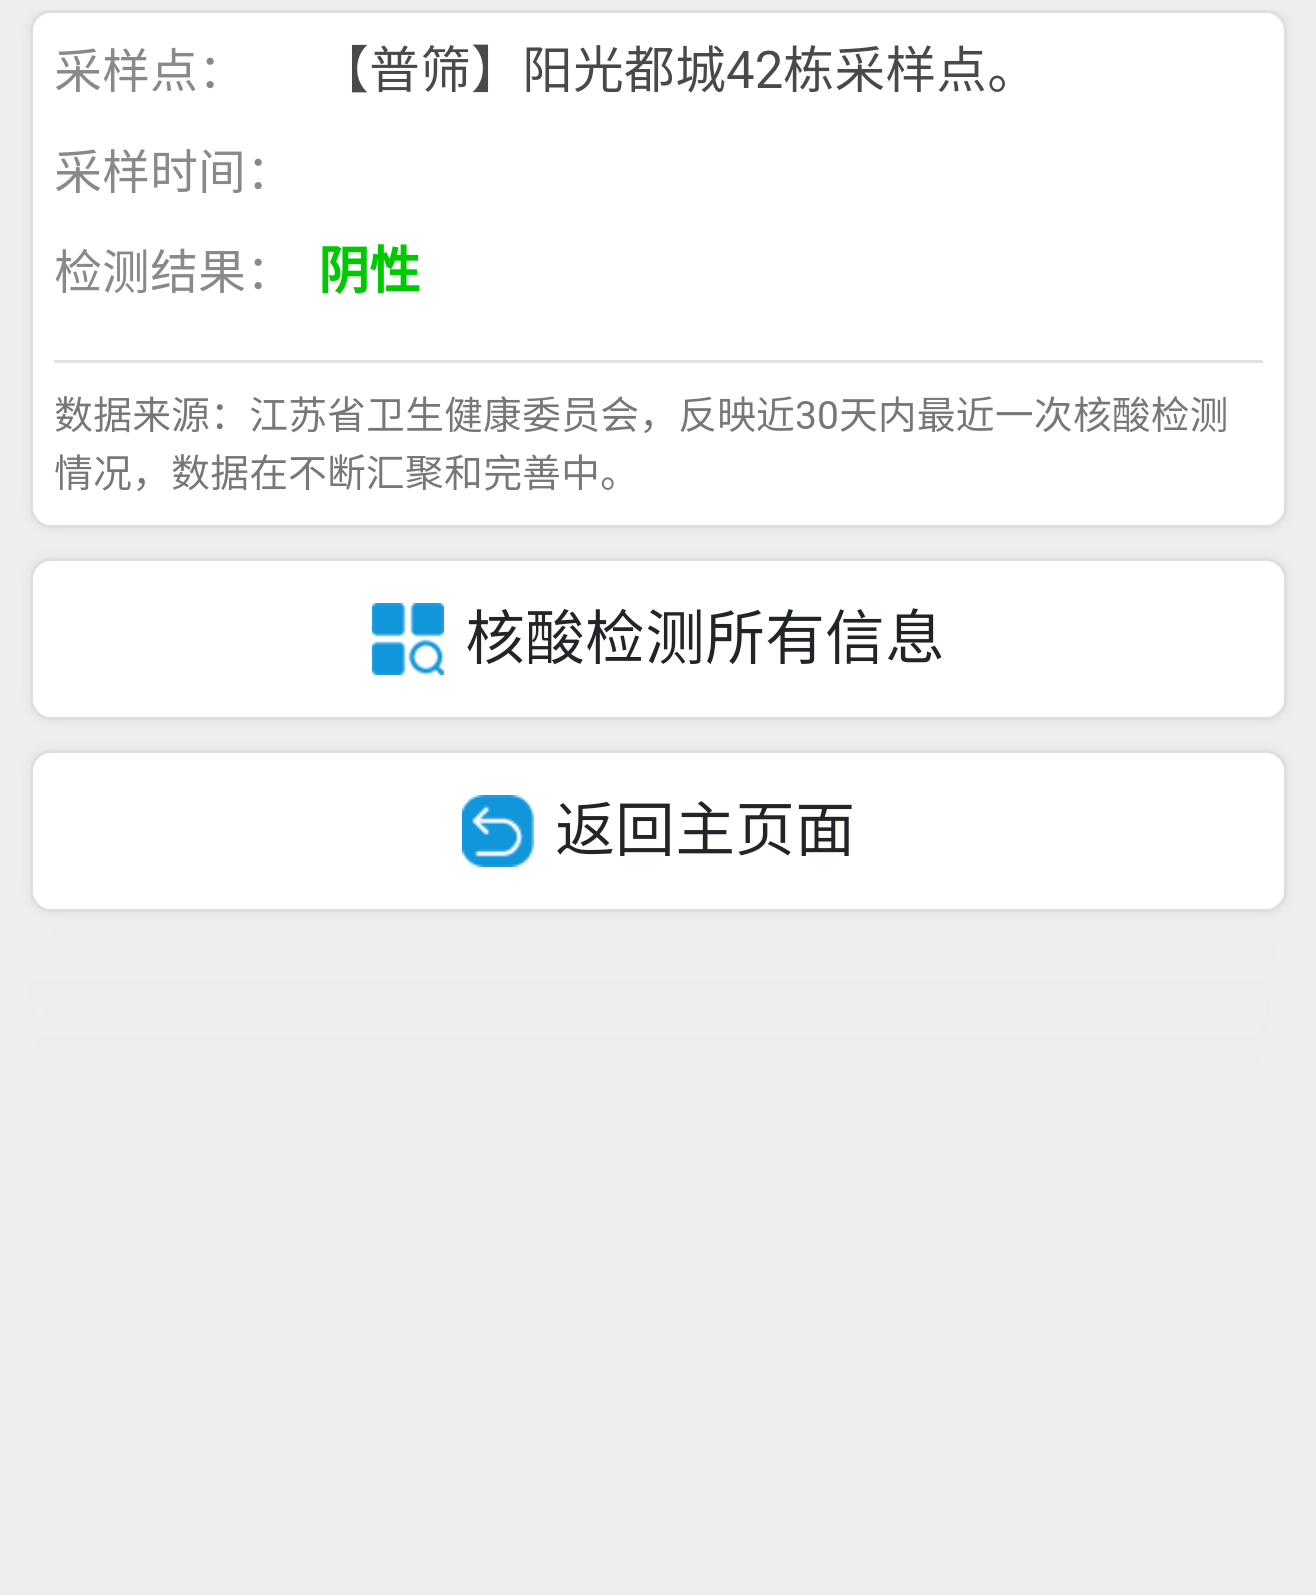 采样点： 【普筛】阳光都城42栋采样点。
采样时间：
检测结果： 阴性
数据来源：江苏省卫生健康委员会，反映近30天内最近一次核酸检测
情况，数据在不断汇聚和完善中。
核酸检测所有信息
返回主页面